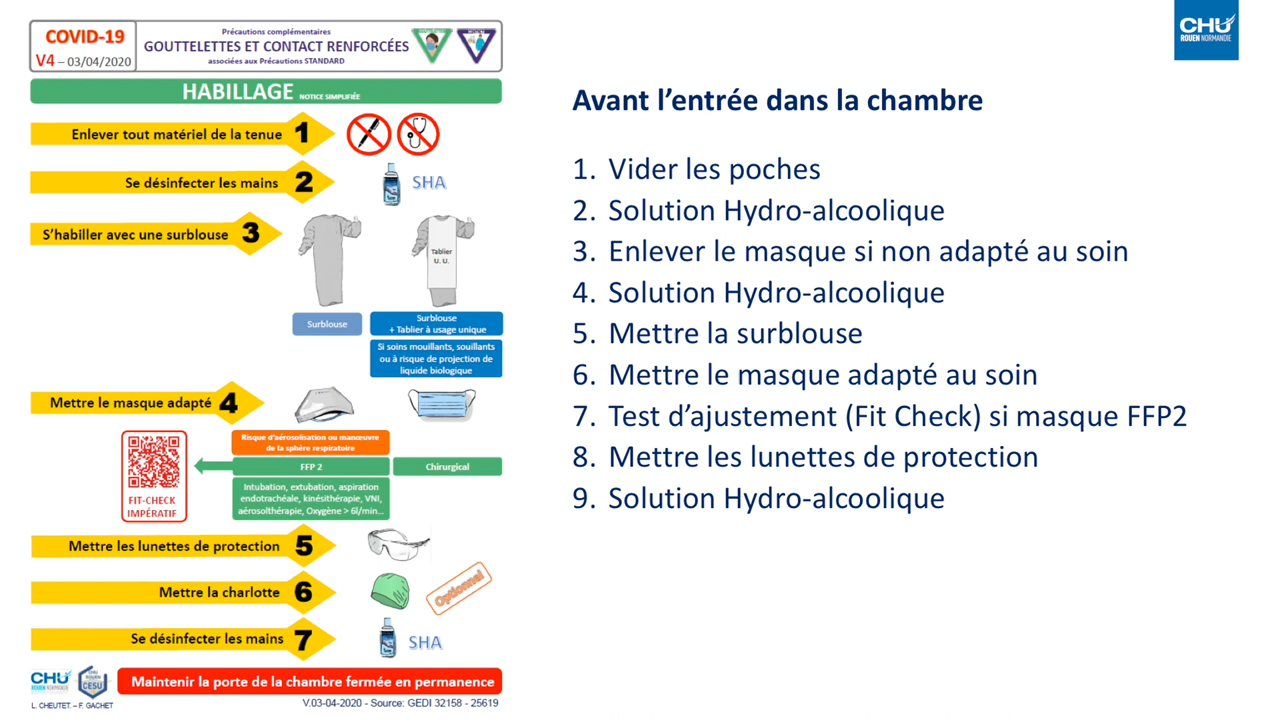 COVID-19
V4 – 03/04/2020
Précautions complémentaires
GOUTTELETTES ET CONTACT RENFORCÉES
associées aux Précautions STANDARD
HABILLAGE NOTICE SIMPLIFIÉE
Enlever tout matériel de la tenue 1
Se désinfecter les mains 2
SHA
S'habiller avec une surblouse 3
Tablier
U. U.
Surblouse
Surblouse
+ Tablier à usage unique
Si soins mouillants, souillants
ou à risque de projection de
liquide biologique
Mettre le masque adapté 4
Risque d'aérosolisation ou manœuvre
de la sphère respiratoire
FFP 2
Chirurgical
Intubation, extubation, aspiration
endotrachéale, kinésithérapie, VNI,
aérosolthérapie, Oxygène > 6l/min...
FIT-CHECK
IMPÉRATIF
Mettre les lunettes de protection 5
Mettre la charlotte 6
Optionnel
Se désinfecter les mains 7
SHA
CHU
ROUEN NORMANDIE
CESU
Maintenir la porte de la chambre fermée en permanence
L. CHEUTET. – F. GACHET
V.03-04-2020 - Source: GEDI 32158 - 25619
CHU
ROUEN NORMANDIE
Avant l'entrée dans la chambre
1. Vider les poches
2. Solution Hydro-alcoolique
3. Enlever le masque si non adapté au soin
4. Solution Hydro-alcoolique
5. Mettre la surblouse
6. Mettre le masque adapté au soin
7. Test d'ajustement (Fit Check) si masque FFP2
8. Mettre les lunettes de protection
9. Solution Hydro-alcoolique